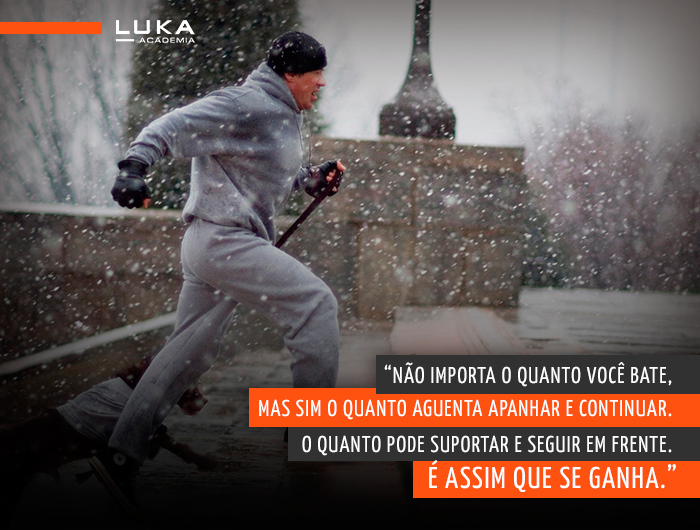 LUKA
ACADEMIA
“NÃO IMPORTA O QUANTO VOCÊ BATE,
MAS SIM O QUANTO AGUENTA APANHAR E CONTINUAR.
O QUANTO PODE SUPORTAR E SEGUIR EM FRENTE.
É ASSIM QUE SE GANHA.”